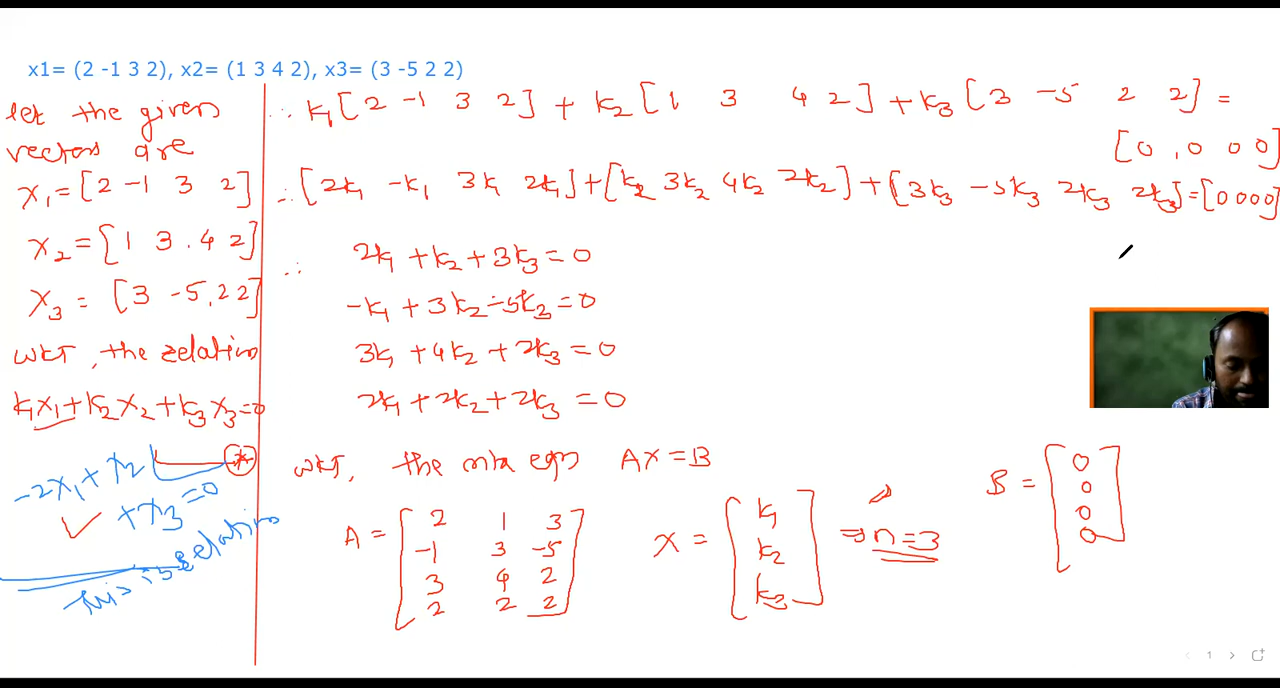 x1= (2 -1 3 2), x2= (1 3 4 2), x3= (3 -5 2 2)
let the given
vectors are
X₁ = [2 -1 3 2]
X₂ = [1 3 . 4 2]
X₃ = [3 -5, 2 2]
WKT, the relation
k₁X₁+k₂X₂+k₃X₃=0
*
-2X₁+X₂
+X₃=0
This is relation
∴ k₁[2 -1 3 2] + k₂[1 3 4 2] + k₃[3 -5 2 2] =
[0 , 0 0 0]
∴ [2k₁ -k₁ 3k₁ 2k₁]+[k₂ 3k₂ 4k₂ 2k₂]+[3k₃ -5k₃ 2k₃ 2k₃]=[0 0 0 0]
∴ 2k₁ + k₂ + 3k₃ = 0
-k₁ + 3k₂ - 5k₃ = 0
3k₁ + 4k₂ + 2k₃ = 0
2k₁ + 2k₂ + 2k₃ = 0
WKT, the mtx eqn AX = B
A = [2 1 3
-1 3 -5
3 4 2
2 2 2]
X = [k₁
k₂
k₃]
⇒ n=3
B = [0
0
0
0]
1